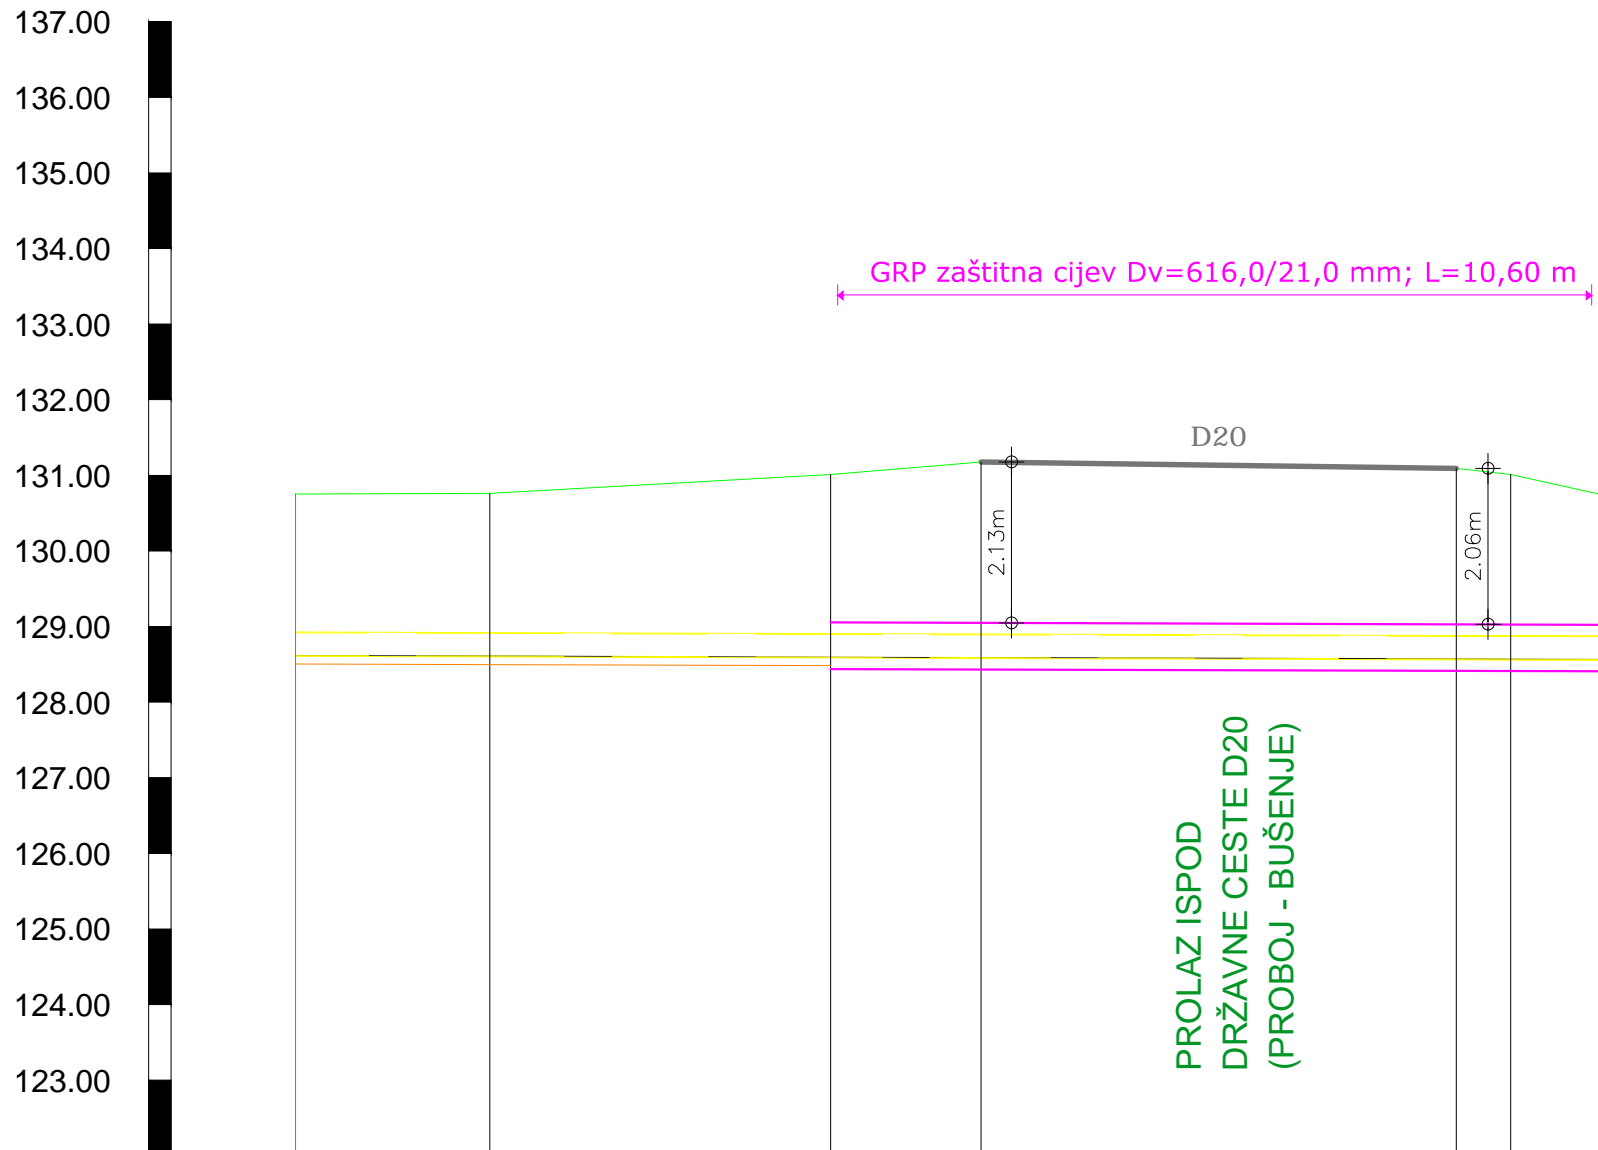 137.00
136.00
135.00
134.00
GRP zaštitna cijev Dv=616,0/21,0 mm; L=10,60 m
133.00
132.00
D20
131.00
2.13m
2.06m
130.00
129.00
128.00
PROLAZ ISPOD
DRŽAVNE CESTE D20
(PROBOJ - BUŠENJE)
127.00
126.00
125.00
124.00
123.00